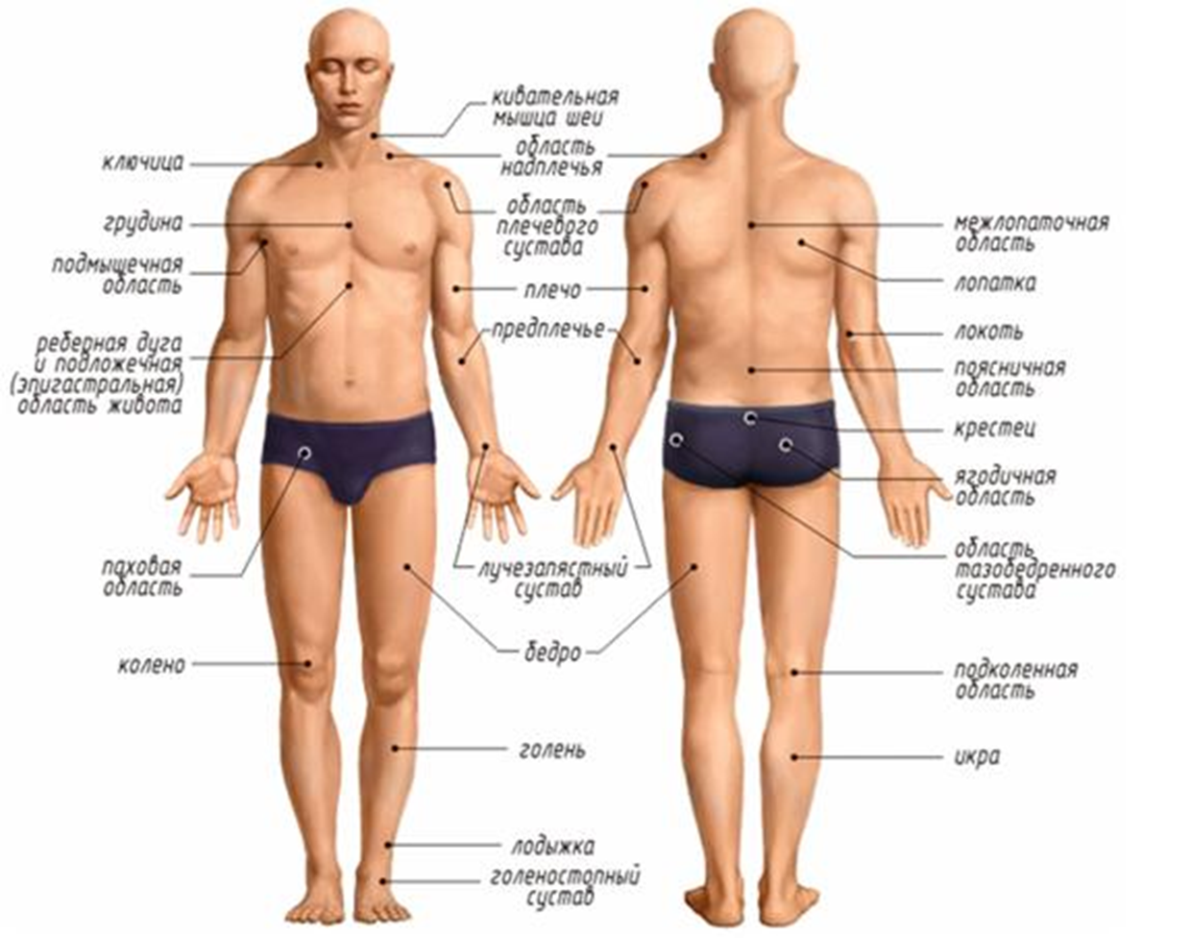 ключица
грудина
подмышечная
область
реберная дуга
и подложечная
(эпигастральная)
область живота
паховая
область
колено
кивательная
мышца шеи
область
надплечья
область
плечевого
сустава
плечо
предплечье
лучезапястный
сустав
бедро
голень
лодыжка
голеностопный
сустав
межлопаточная
область
лопатка
локоть
поясничная
область
крестец
ягодичная
область
область
тазобедренного
сустава
подколенная
область
икра